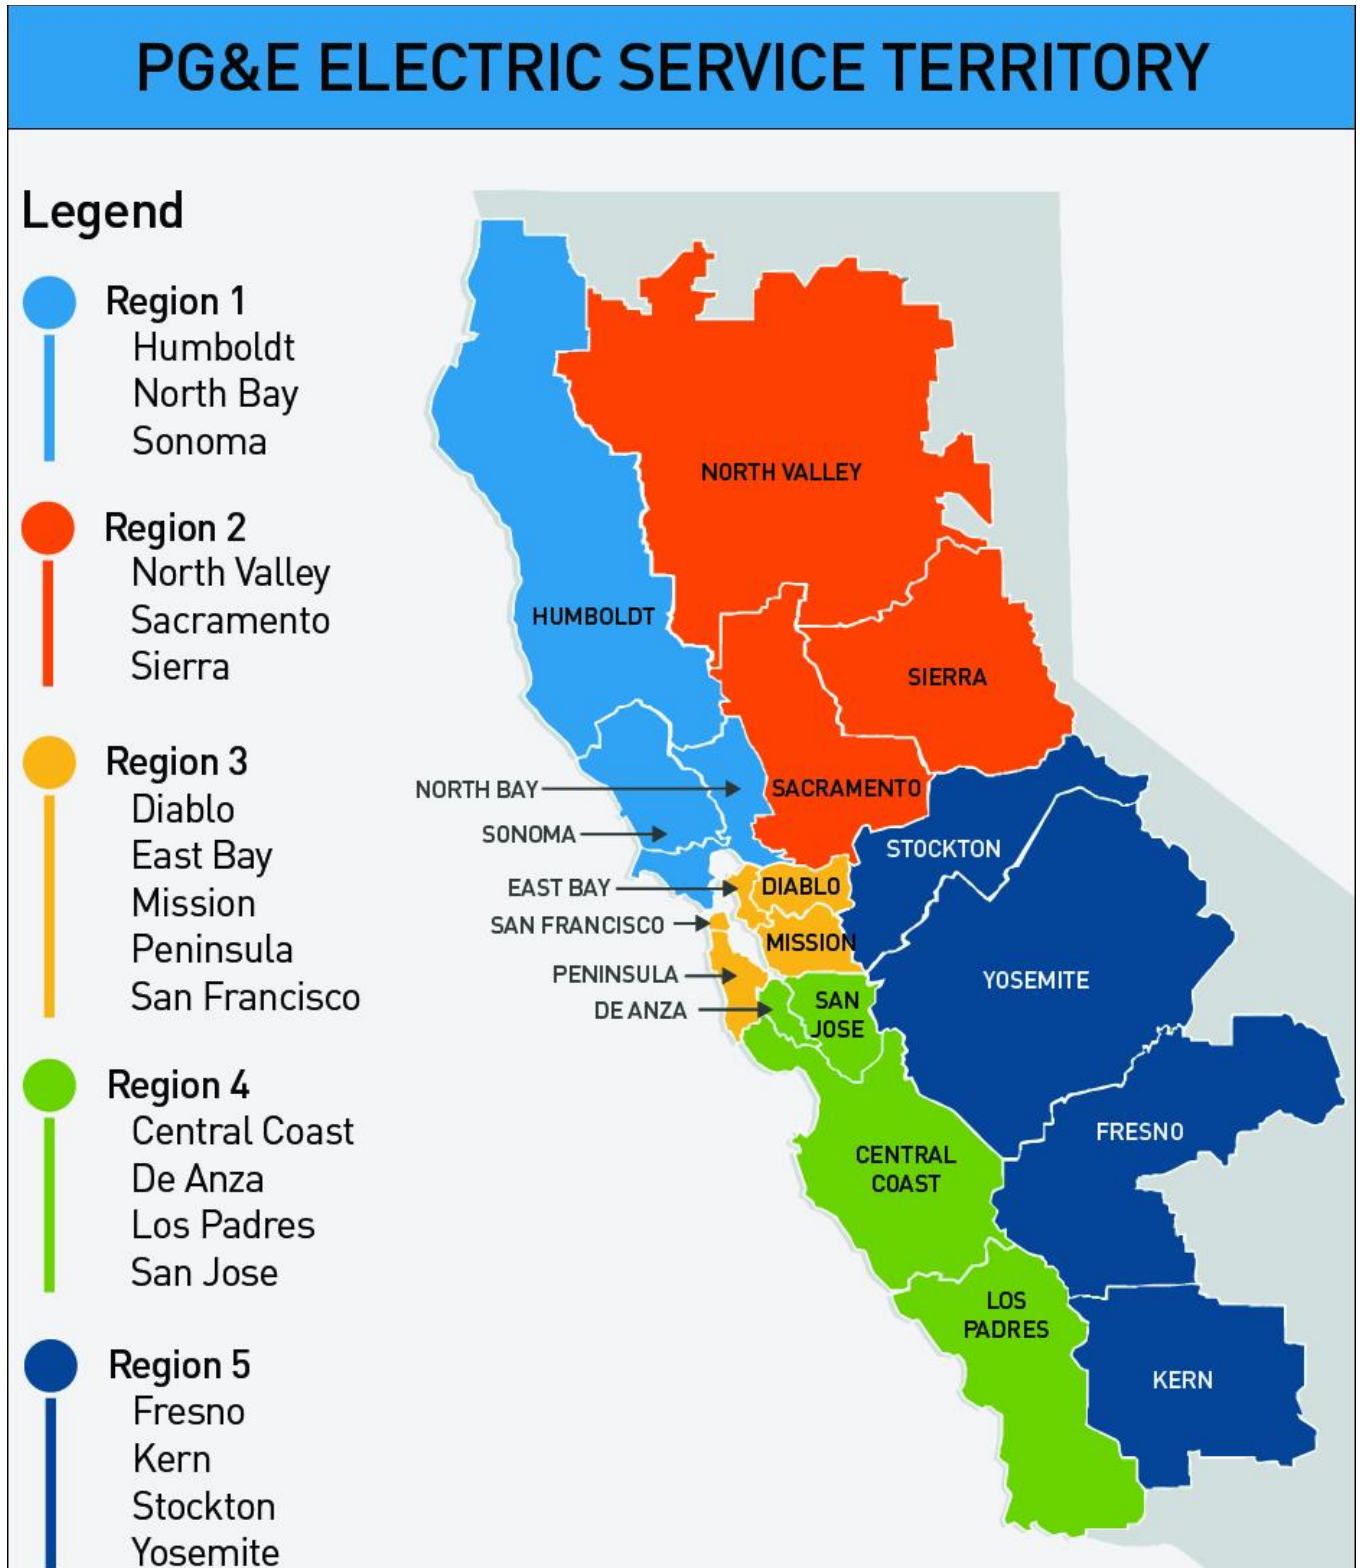 PG&E ELECTRIC SERVICE TERRITORY
Legend
Region 1
Humboldt
North Bay
Sonoma
Region 2
North Valley
Sacramento
Sierra
Region 3
Diablo
East Bay
Mission
Peninsula
San Francisco
Region 4
Central Coast
De Anza
Los Padres
San Jose
Region 5
Fresno
Kern
Stockton
Yosemite
NORTH VALLEY
HUMBOLDT
SIERRA
NORTH BAY
SACRAMENTO
SONOMA
STOCKTON
EAST BAY
DIABLO
SAN FRANCISCO
MISSION
PENINSULA
YOSEMITE
DE ANZA
SAN
JOSE
FRESNO
CENTRAL
COAST
LOS
PADRES
KERN